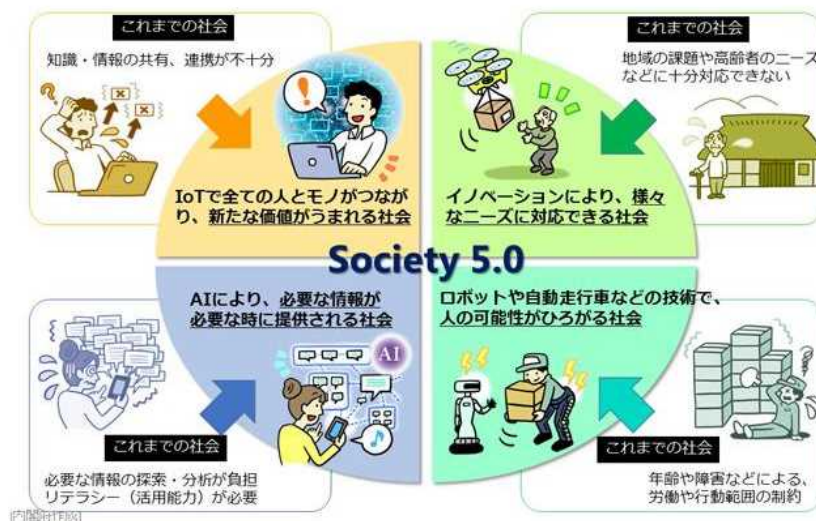 これまでの社会
知識・情報の共有、連携が不十分
IoTで全ての人とモノがつなが
り、新たな価値がうまれる社会
これまでの社会
地域の課題や高齢者のニーズ
などに十分対応できない
イノベーションにより、様々
なニーズに対応できる社会
Society 5.0
AIにより、必要な情報が
必要な時に提供される社会
AI
これまでの社会
必要な情報の探索・分析が負担
リテラシー（活用能力）が必要
ロボットや自動走行車などの技術で、
人の可能性がひろがる社会
これまでの社会
年齢や障害などによる、
労働や行動範囲の制約
[内閣府作成]